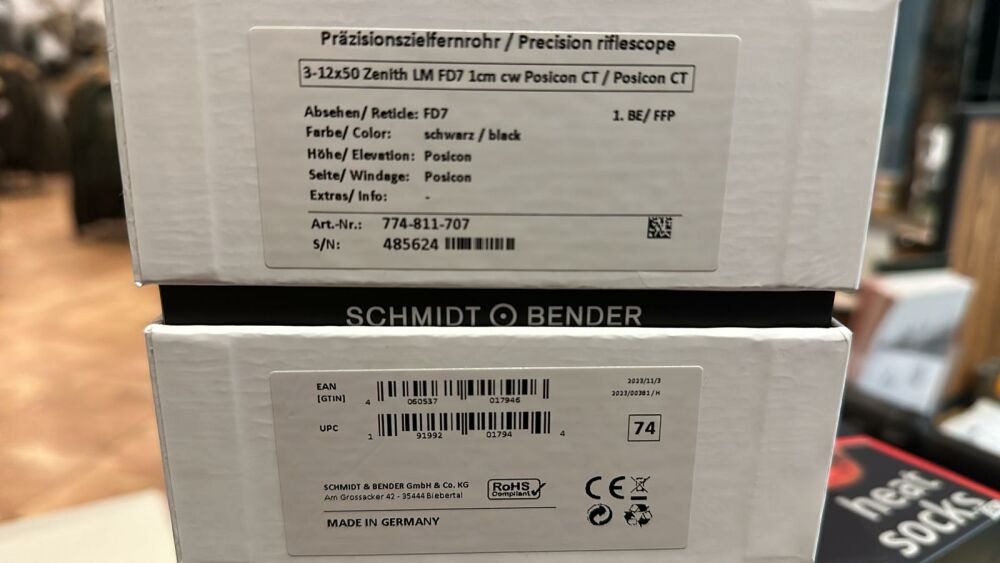 Präzisionszielfernrohr / Precision riflescope
3-12x50 Zenith LM FD7 1cm cw Posicon CT / Posicon CT
Absehen/ Reticle: FD7 1. BE/ FFP
Farbe/ Color: schwarz / black
Höhe/ Elevation: Posicon
Seite/ Windage: Posicon
Extras/ Info: -
Art.-Nr.: 774-811-707
S/N: 485624
SCHMIDT BENDER
EAN
[GTIN]
4 060537 017946
2023/11/3
2023/00381 / H
UPC
1 91992 01794 4
74
SCHMIDT & BENDER GmbH & Co. KG
Am Grossacker 42 - 35444 Biebertal
RoHS
Compliant
CE
MADE IN GERMANY
heat
socks